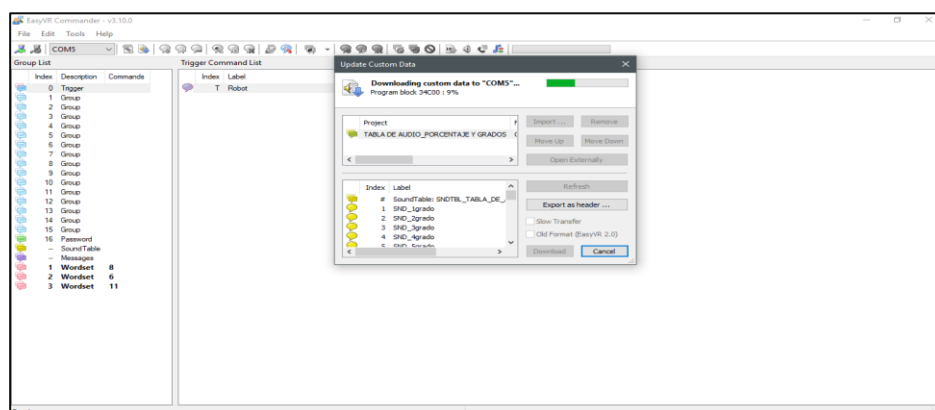 EasyVR Commander - v3.10.0
File Edit Tools Help
COM5
Group List
Index Description Commands
0 Trigger
1 Group
2 Group
3 Group
4 Group
5 Group
6 Group
7 Group
8 Group
9 Group
10 Group
11 Group
12 Group
13 Group
14 Group
15 Group
16 Password
-- SoundTable
-- Messages
1 Wordset 8
2 Wordset 6
3 Wordset 11
Trigger Command List
Index Label
T Robot
Update Custom Data
Downloading custom data to "COM5"...
Program block 34C00 : 9%
Project
TABLA DE AUDIO_PORCENTAJE Y GRADOS
Import ... Remove
Move Up Move Down
Open Externally
Index Label
# SoundTable: SNDTBL_TABLA_DE_
1 SND_1grado
2 SND_2grado
3 SND_3grado
4 SND_4grado
5 SND_5grado
Refresh
Export as header ...
Slow Transfer
Old Format (EasyVR 2.0)
Download Cancel